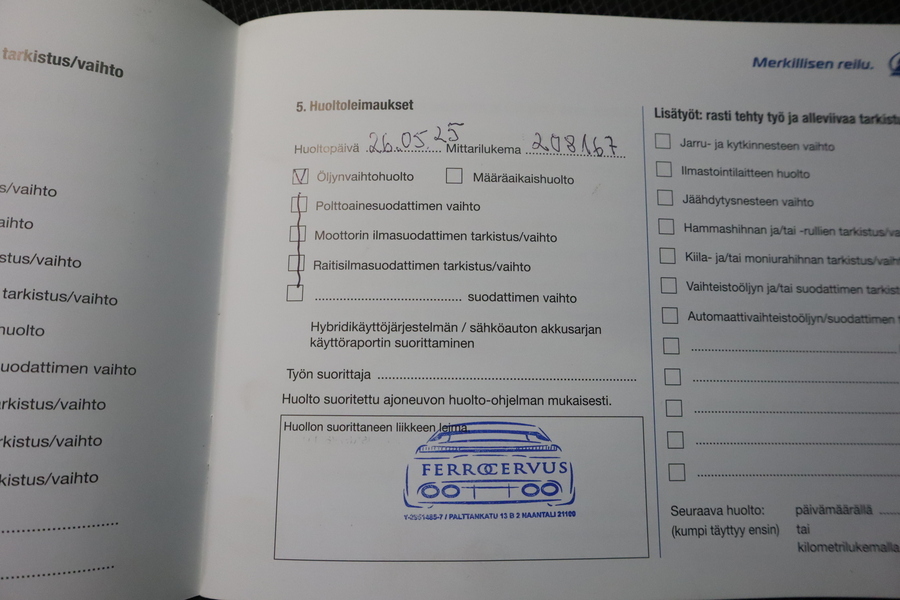 tarkistus/vaihto
s/vaihto
aihto
stus/vaihto
tarkistus/vaihto
huolto
uodattimen vaihto
rkistus/vaihto
rkistus/vaihto
kistus/vaihto
Merkillisen reilu.
5. Huoltoleimaukset
Huoltopäivä 26.05.25 Mittarilukema 208167
Öljynvaihtohuolto Määräaikaishuolto
Polttoainesuodattimen vaihto
Moottorin ilmasuodattimen tarkistus/vaihto
Raitisilmasuodattimen tarkistus/vaihto
suodattimen vaihto
Hybridikäyttöjärjestelmän / sähköauton akkusarjan
käyttöraportin suorittaminen
Työn suorittaja
Huolto suoritettu ajoneuvon huolto-ohjelman mukaisesti.
Huollon suorittaneen liikkeen leima.
FERROCERVUS
PALTTANKATU 13 B 2 NAANTALI 21100
Lisätyöt: rasti tehty työ ja alleviivaa tarkistu
Jarru- ja kytkinnesteen vaihto
Ilmastointilaitteen huolto
Jäähdytysnesteen vaihto
Hammashihnan ja/tai -rullien tarkistus/va
Kiila- ja/tai moniurahihnan tarkistus/vaih
Vaihteistoöljyn ja/tai suodattimen tarkist
Automaattivaihteistoöljyn/suodattimen
Seuraava huolto: päivämäärällä
(kumpi täyttyy ensin) tai
kilometrilukemalla